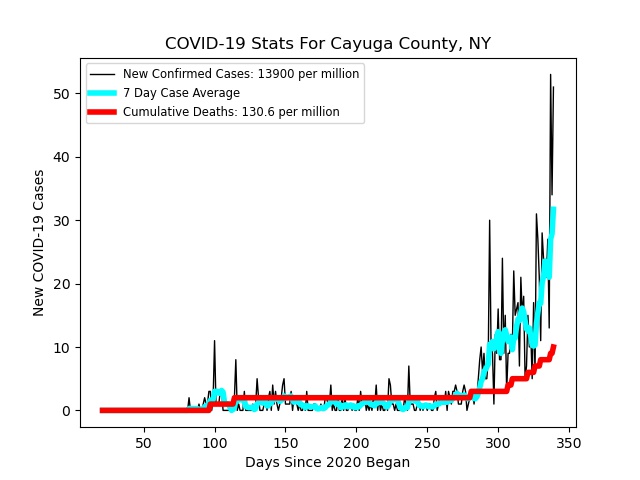 COVID-19 Stats For Cayuga County, NY
New Confirmed Cases: 13900 per million
7 Day Case Average
Cumulative Deaths: 130.6 per million
New COVID-19 Cases
50
40
30
20
10
0
50 100 150 200 250 300 350
Days Since 2020 Began